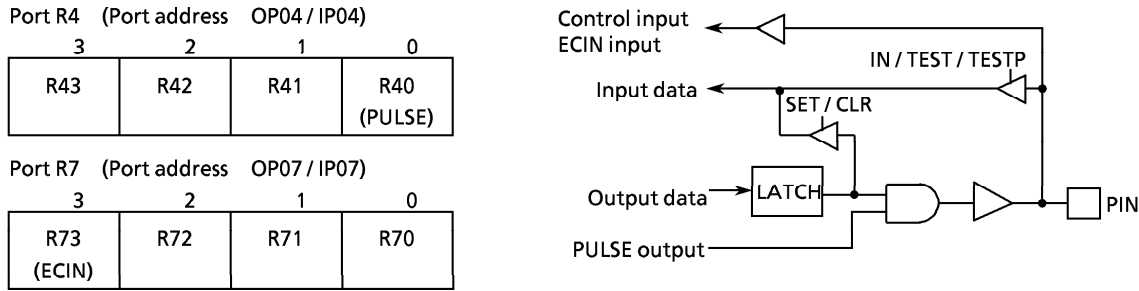 Port R4 (Port address OP04 / IP04)
3 2 1 0
R43 R42 R41 R40
(PULSE)
Port R7 (Port address OP07 / IP07)
3 2 1 0
R73 R72 R71 R70
(ECIN)
Control input
ECIN input
IN / TEST / TESTP
Input data
SET / CLR
Output data
LATCH
PIN
PULSE output